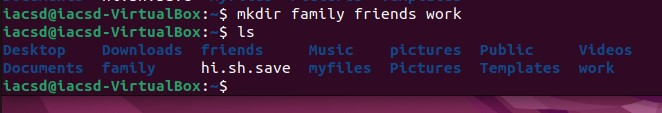 iacsd@iacsd-VirtualBox:~$ mkdir family friends work
iacsd@iacsd-VirtualBox:~$ ls
Desktop Downloads friends Music pictures Public Videos
Documents family hi.sh.save myfiles Pictures Templates work
iacsd@iacsd-VirtualBox:~$